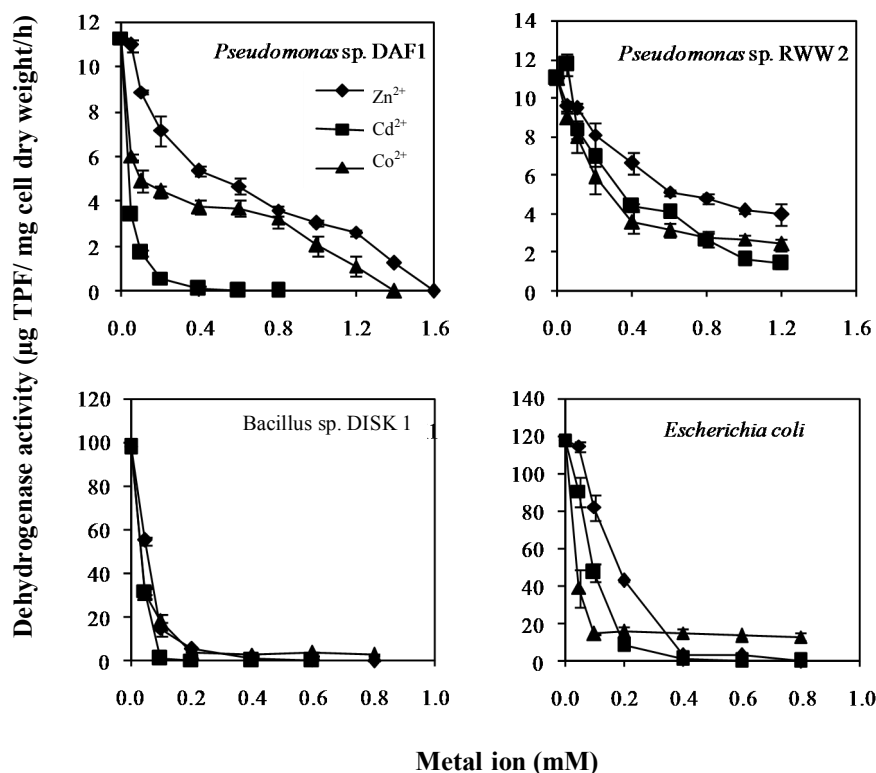 Dehydrogenase activity (µg TPF/ mg cell dry weight/h)
12
10
8
6
4
2
0
Pseudomonas sp. DAF1
Zn²⁺
Cd²⁺
Co²⁺
0.0 0.4 0.8 1.2 1.6
14
12
10
8
6
4
2
0
Pseudomonas sp. RWW 2
0.0 0.4 0.8 1.2 1.6
120
100
80
60
40
20
0
Bacillus sp. DISK 1 .1
0.0 0.2 0.4 0.6 0.8 1.0
140
120
100
80
60
40
20
0
Escherichia coli
0.0 0.2 0.4 0.6 0.8 1.0
Metal ion (mM)